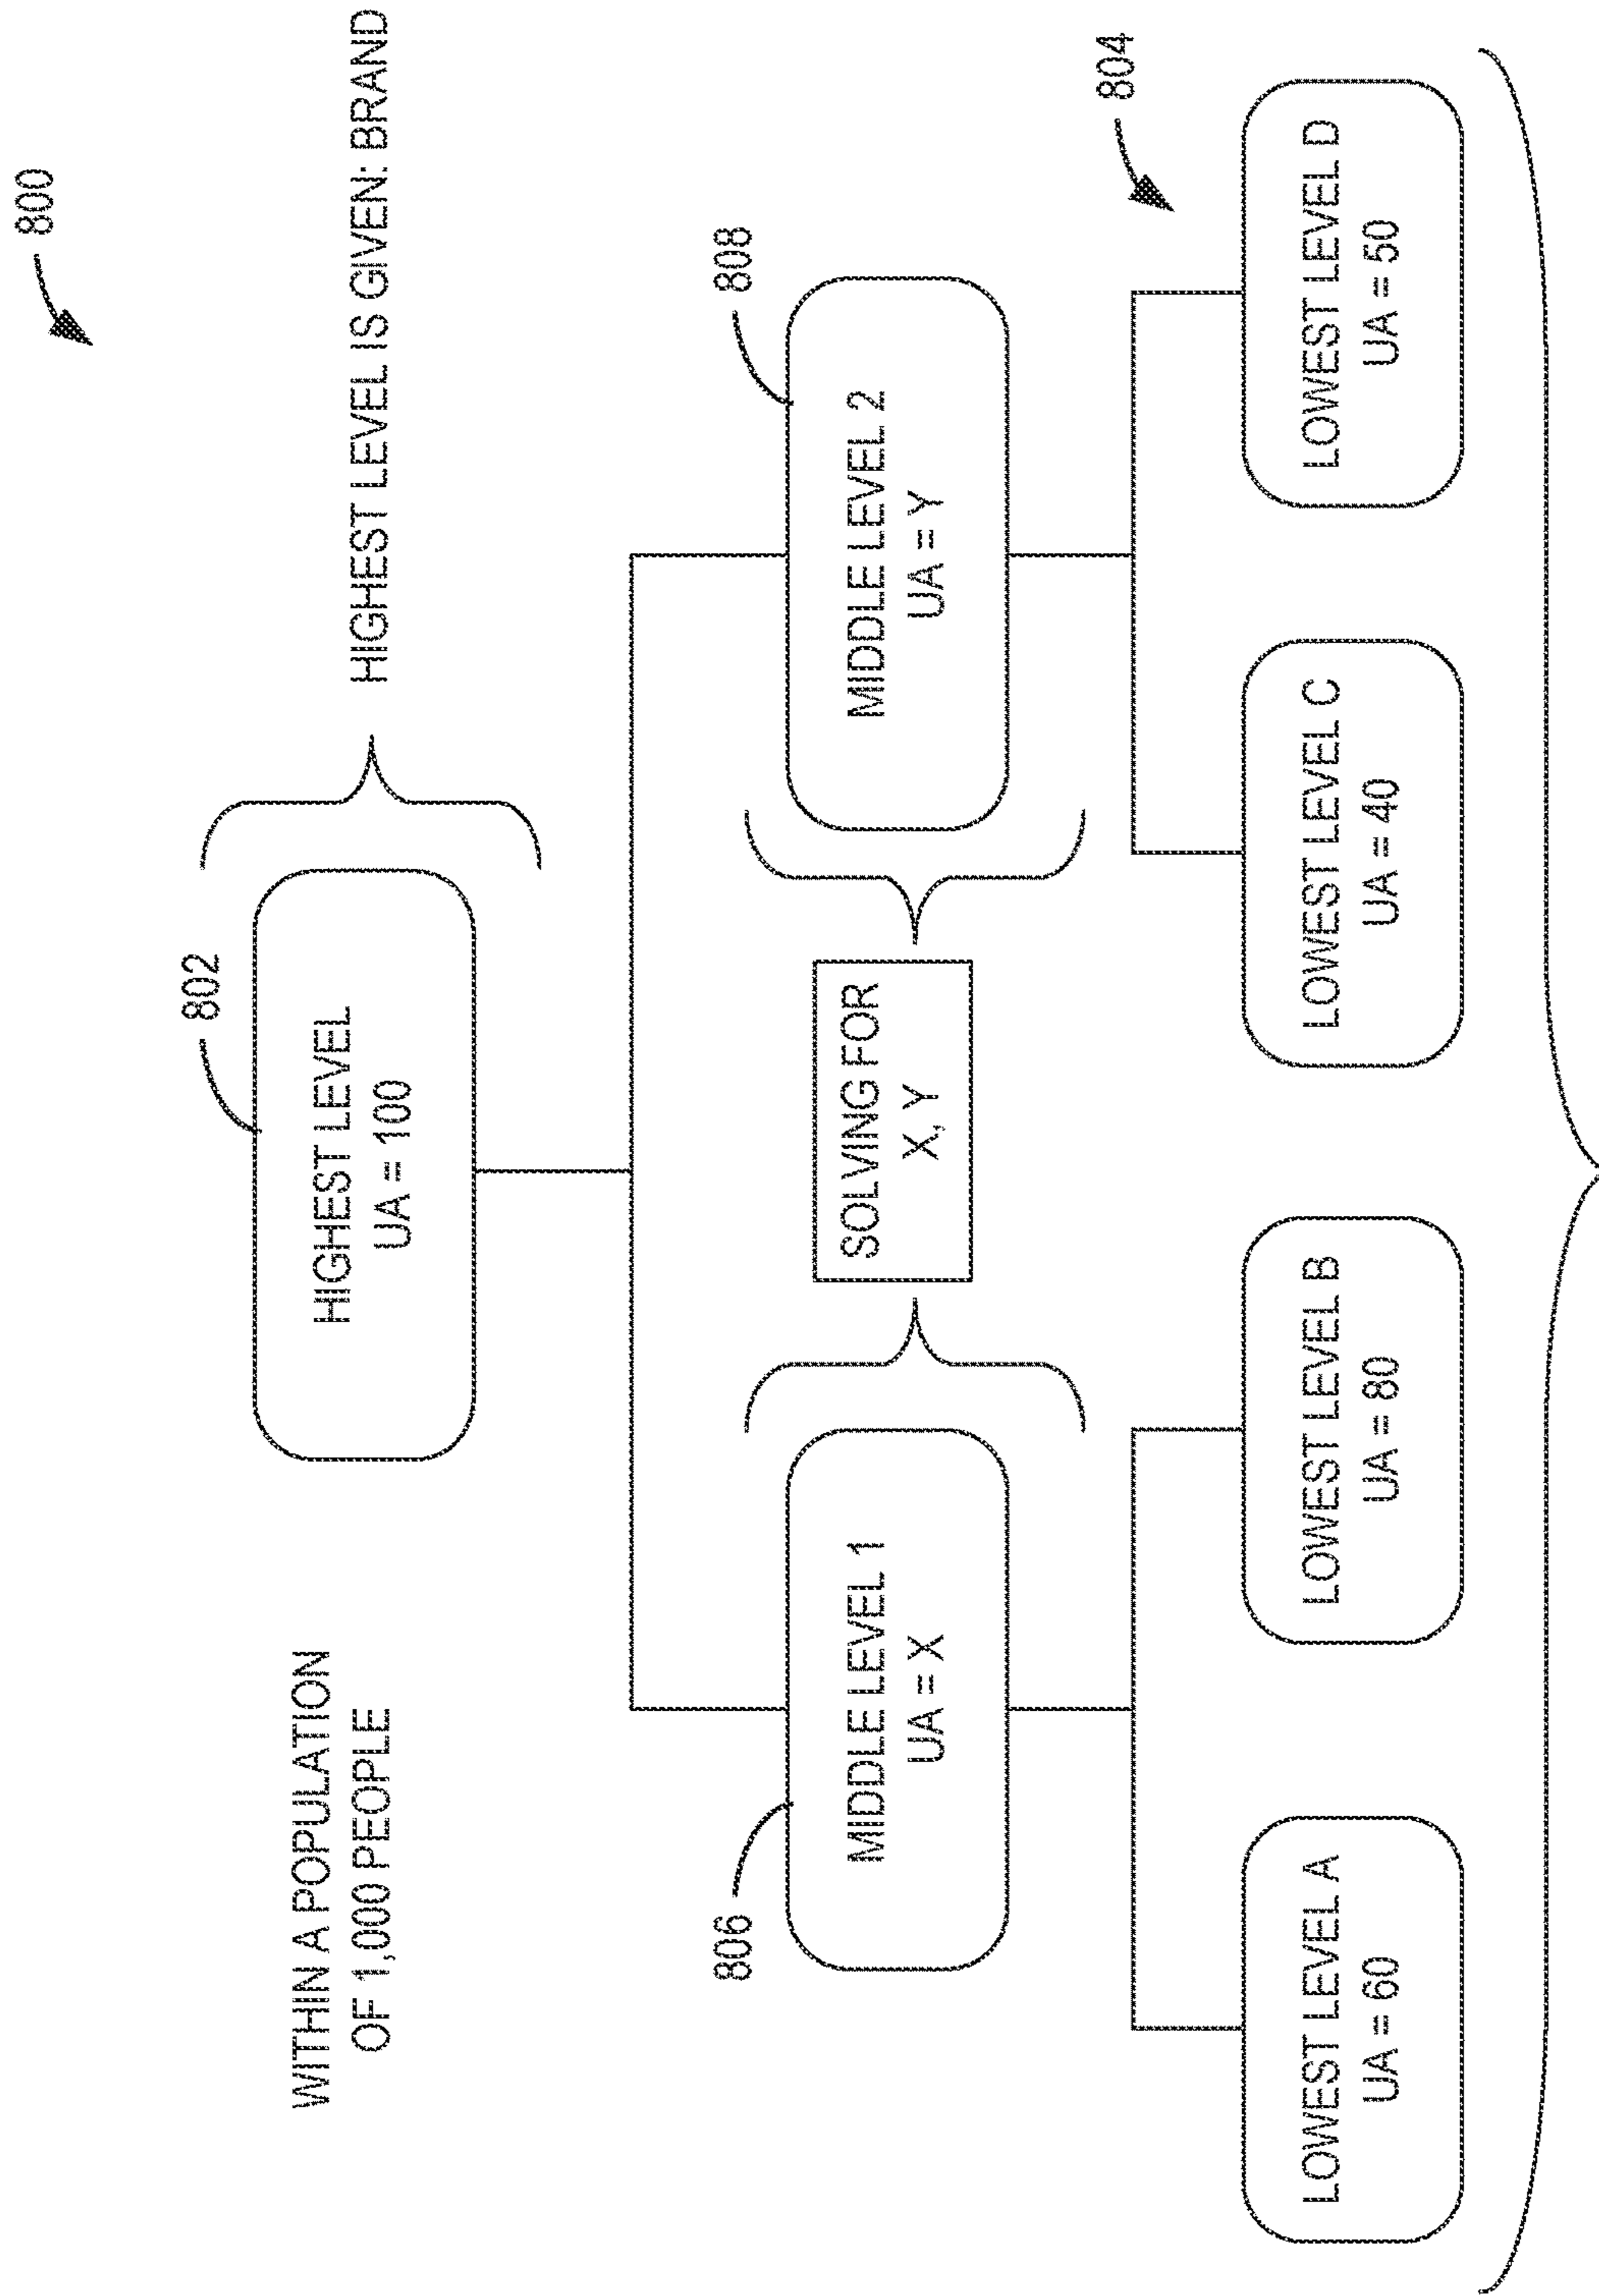 800
WITHIN A POPULATION
OF 1,000 PEOPLE
802
HIGHEST LEVEL
UA = 100
HIGHEST LEVEL IS GIVEN: BRAND
806
MIDDLE LEVEL 1
UA = X
SOLVING FOR
X, Y
808
MIDDLE LEVEL 2
UA = Y
804
LOWEST LEVEL A
UA = 60
LOWEST LEVEL B
UA = 80
LOWEST LEVEL C
UA = 40
LOWEST LEVEL D
UA = 50